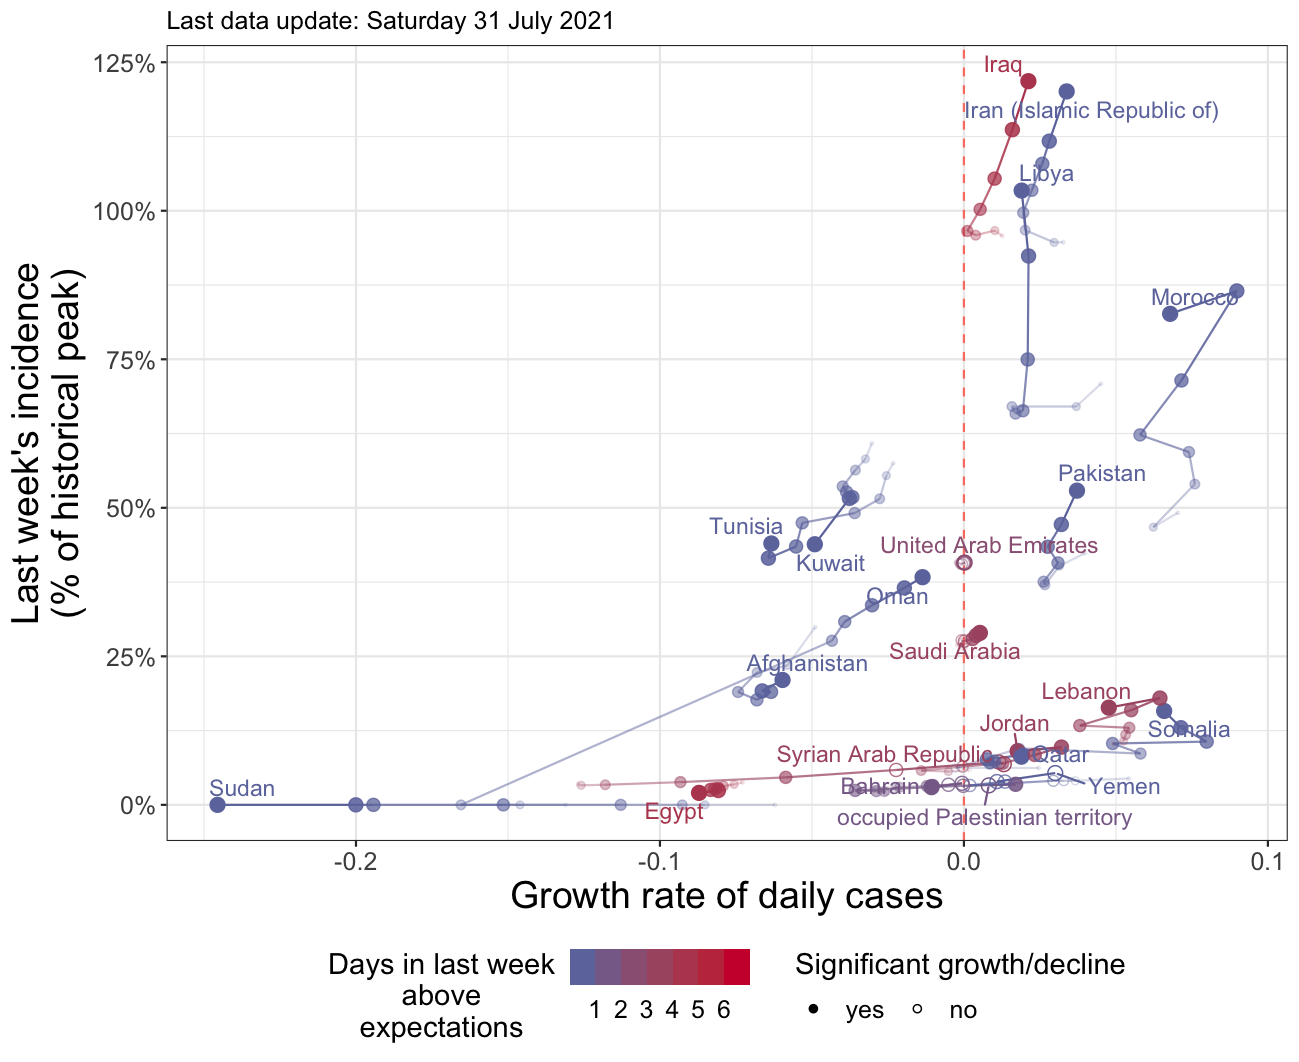 Last data update: Saturday 31 July 2021
125%
100%
75%
50%
25%
0%
Last week's incidence
(% of historical peak)
Iraq
Iran (Islamic Republic of)
Libya
Morocco
Pakistan
Tunisia
United Arab Emirates
Kuwait
Oman
Saudi Arabia
Afghanistan
Lebanon
Jordan
Somalia
Syrian Arab Republic
Qatar
Sudan
Bahrain
Yemen
Egypt
occupied Palestinian territory
-0.2
-0.1
0.0
0.1
Growth rate of daily cases
Days in last week
above
expectations
1 2 3 4 5 6
Significant growth/decline
yes
no